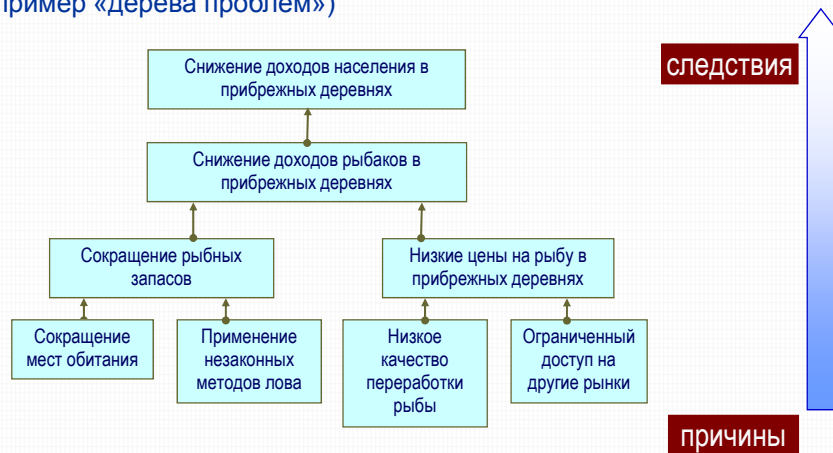 пример «дерева проблем»)
следствия
Снижение доходов населения в
прибрежных деревнях
Снижение доходов рыбаков в
прибрежных деревнях
Сокращение рыбных
запасов
Низкие цены на рыбу в
прибрежных деревнях
Сокращение
мест обитания
Применение
незаконных
методов лова
Низкое
качество
переработки
рыбы
Ограниченный
доступ на
другие рынки
причины